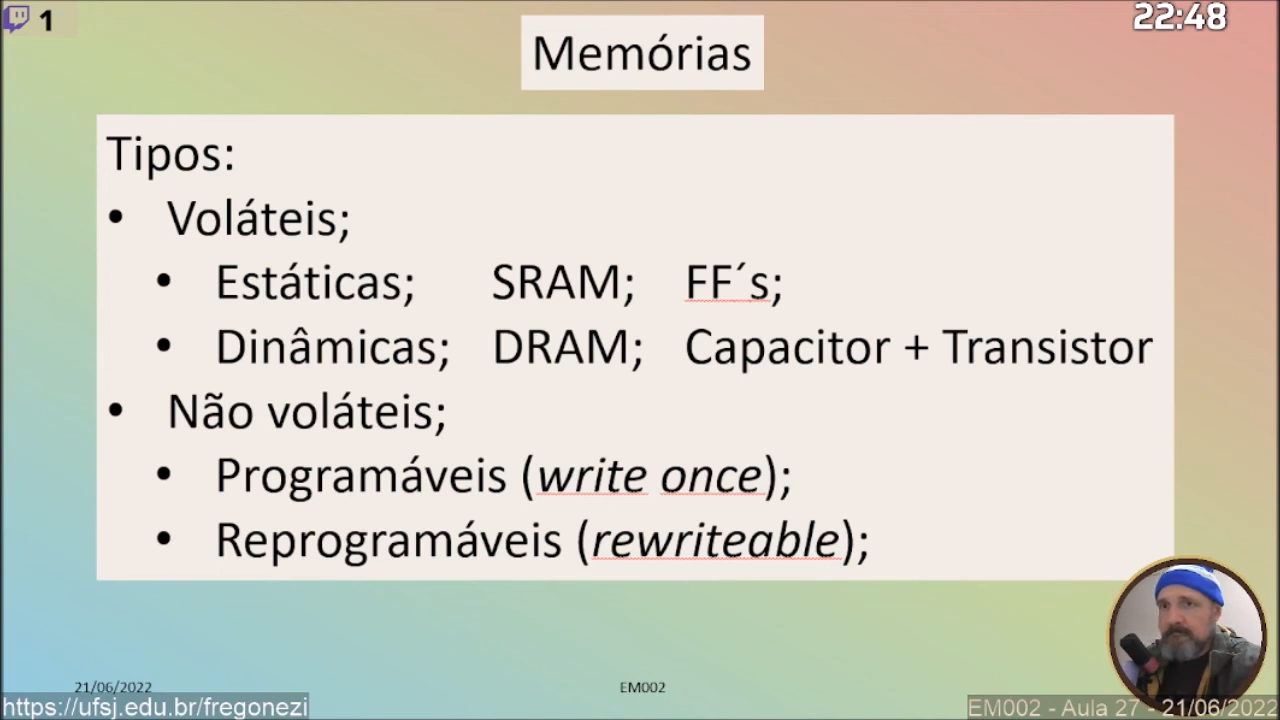 1
22:48
Memórias
Tipos:
• Voláteis;
• Estáticas; SRAM; FF´s;
• Dinâmicas; DRAM; Capacitor + Transistor
• Não voláteis;
• Programáveis (write once);
• Reprogramáveis (rewriteable);
21/06/2022
EM002
https://ufsj.edu.br/fregonezi
EM002 - Aula 27 - 21/06/2022